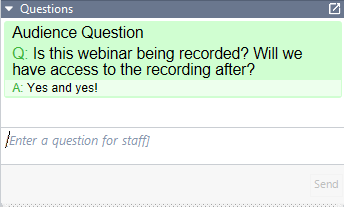 Questions
Audience Question
Q: Is this webinar being recorded? Will we
have access to the recording after?
A: Yes and yes!
[Enter a question for staff]
Send